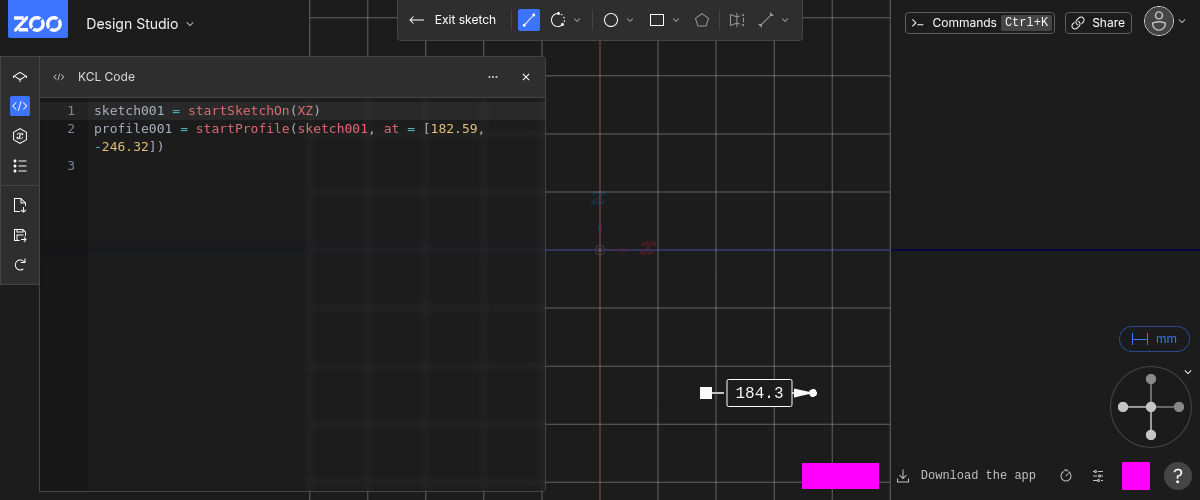 ZOO
Design Studio
Exit sketch
Commands Ctrl+K
Share
KCL Code
1 sketch001 = startSketchOn(XZ)
2 profile001 = startProfile(sketch001, at = [182.59,
-246.32])
3
z
x
mm
184.3
Download the app
?